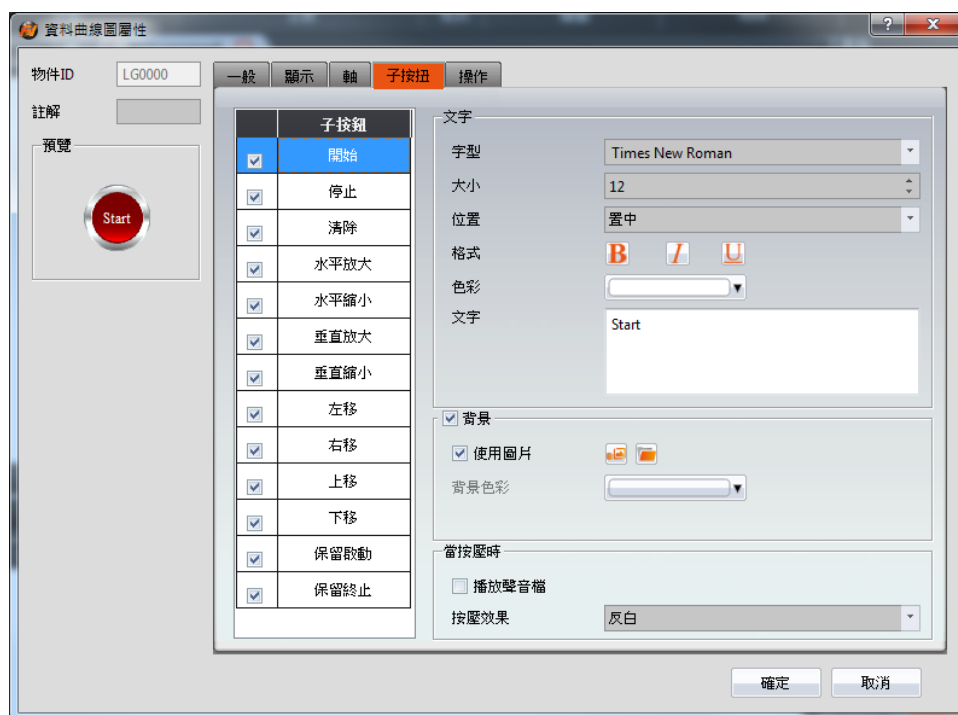 資料曲線圖屬性
物件ID LG0000
註解
預覽
Start
一般 顯示 軸 子按扭 操作
子按鈕
開始
停止
清除
水平放大
水平縮小
垂直放大
垂直縮小
左移
右移
上移
下移
保留啟動
保留終止
文字
字型 Times New Roman
大小 12
位置 置中
格式 B I U
色彩
文字 Start
背景
使用圖片
背景色彩
當按壓時
播放聲音檔
按壓效果 反白
確定 取消